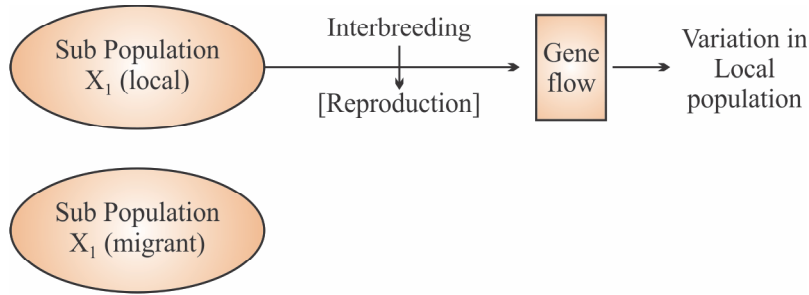 Sub Population
X₁ (local)
Interbreeding
[Reproduction]
Gene
flow
Variation in
Local
population
Sub Population
X₁ (migrant)